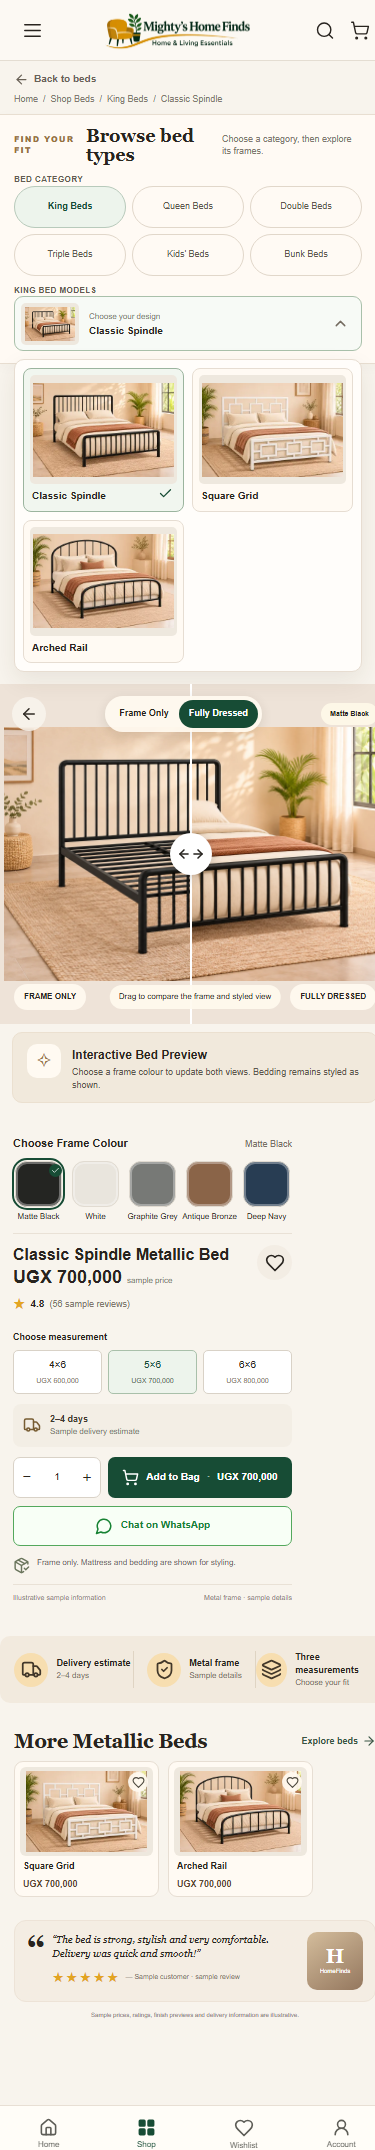 Mighty's Home Finds
Home & Living Essentials
Back to beds
Home / Shop Beds / King Beds / Classic Spindle
FIND YOUR FIT
Browse bed types
Choose a category, then explore its frames.
BED CATEGORY
King Beds
Queen Beds
Double Beds
Triple Beds
Kids' Beds
Bunk Beds
KING BED MODELS
Choose your design
Classic Spindle
Classic Spindle
Square Grid
Arched Rail
Frame Only
Fully Dressed
Matte Black
FRAME ONLY
Drag to compare the frame and styled view
FULLY DRESSED
Interactive Bed Preview
Choose a frame colour to update both views. Bedding remains styled as
shown.
Choose Frame Colour
Matte Black
Matte Black
White
Graphite Grey
Antique Bronze
Deep Navy
Classic Spindle Metallic Bed
UGX 700,000 sample price
★ 4.8 (56 sample reviews)
Choose measurement
4×6
UGX 600,000
5×6
UGX 700,000
6×6
UGX 800,000
2–4 days
Sample delivery estimate
− 1 +
Add to Bag · UGX 700,000
Chat on WhatsApp
Frame only. Mattress and bedding are shown for styling.
Illustrative sample information
Metal frame · sample details
Delivery estimate
2–4 days
Metal frame
Sample details
Three
measurements
Choose your fit
More Metallic Beds
Explore beds
Square Grid
UGX 700,000
Arched Rail
UGX 700,000
“ “The bed is strong, stylish and very comfortable.
Delivery was quick and smooth!”
★★★★★ — Sample customer · sample review
H
HomeFinds
Sample prices, ratings, finish previews and delivery information are illustrative.
Home
Shop
Wishlist
Account